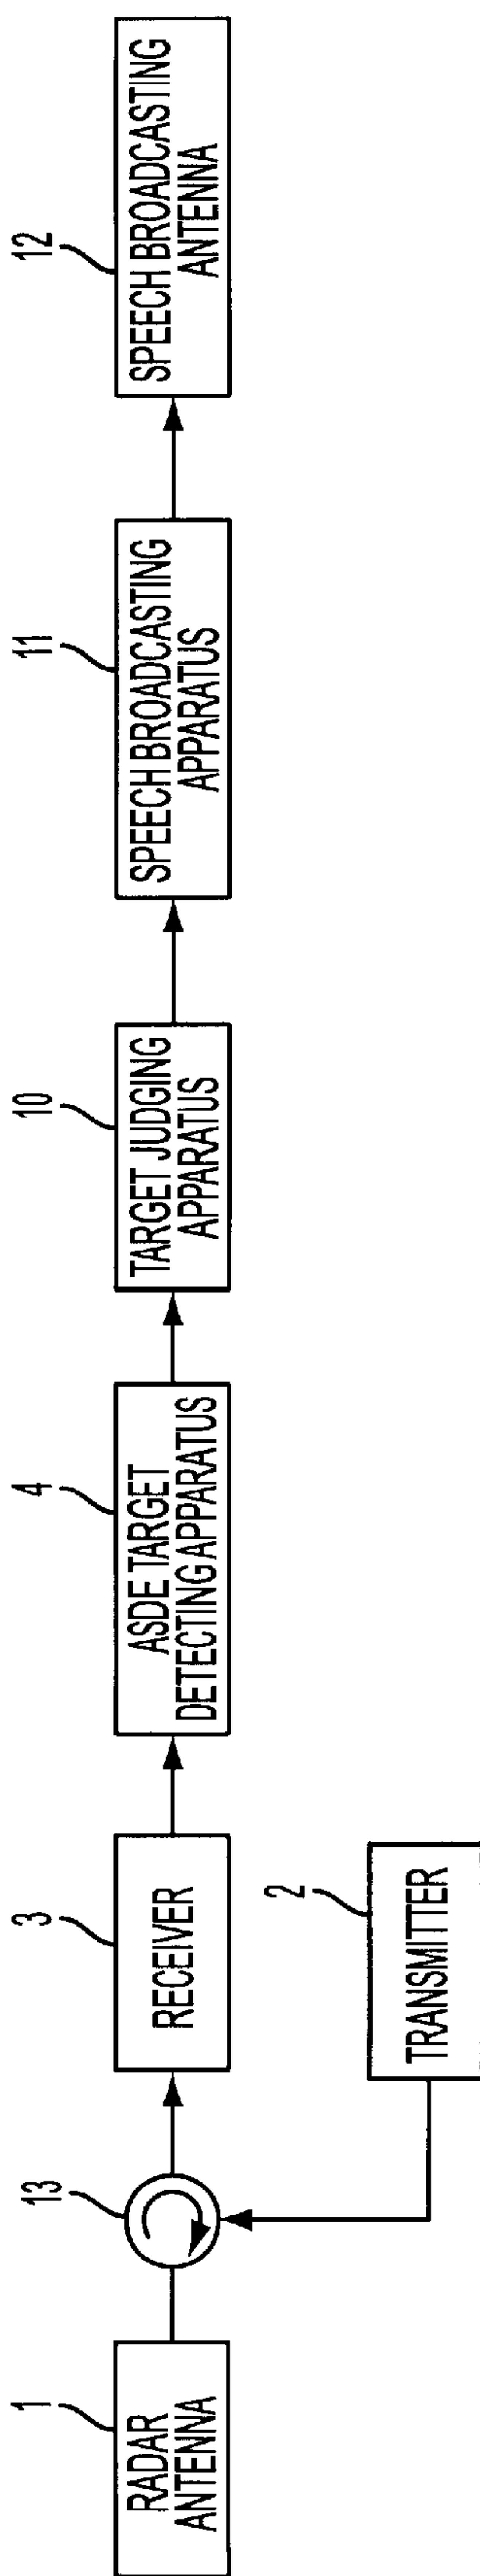 1
RADAR
ANTENNA
13
3
RECEIVER
2
TRANSMITTER
4
ASDE TARGET
DETECTING APPARATUS
10
TARGET JUDGING
APPARATUS
11
SPEECH BROADCASTING
APPARATUS
12
SPEECH BROADCASTING
ANTENNA